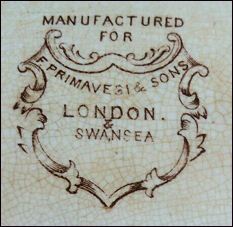 MANUFACTURED
FOR
F. PRIMAVESI & SONS
LONDON.
&
SWANSEA